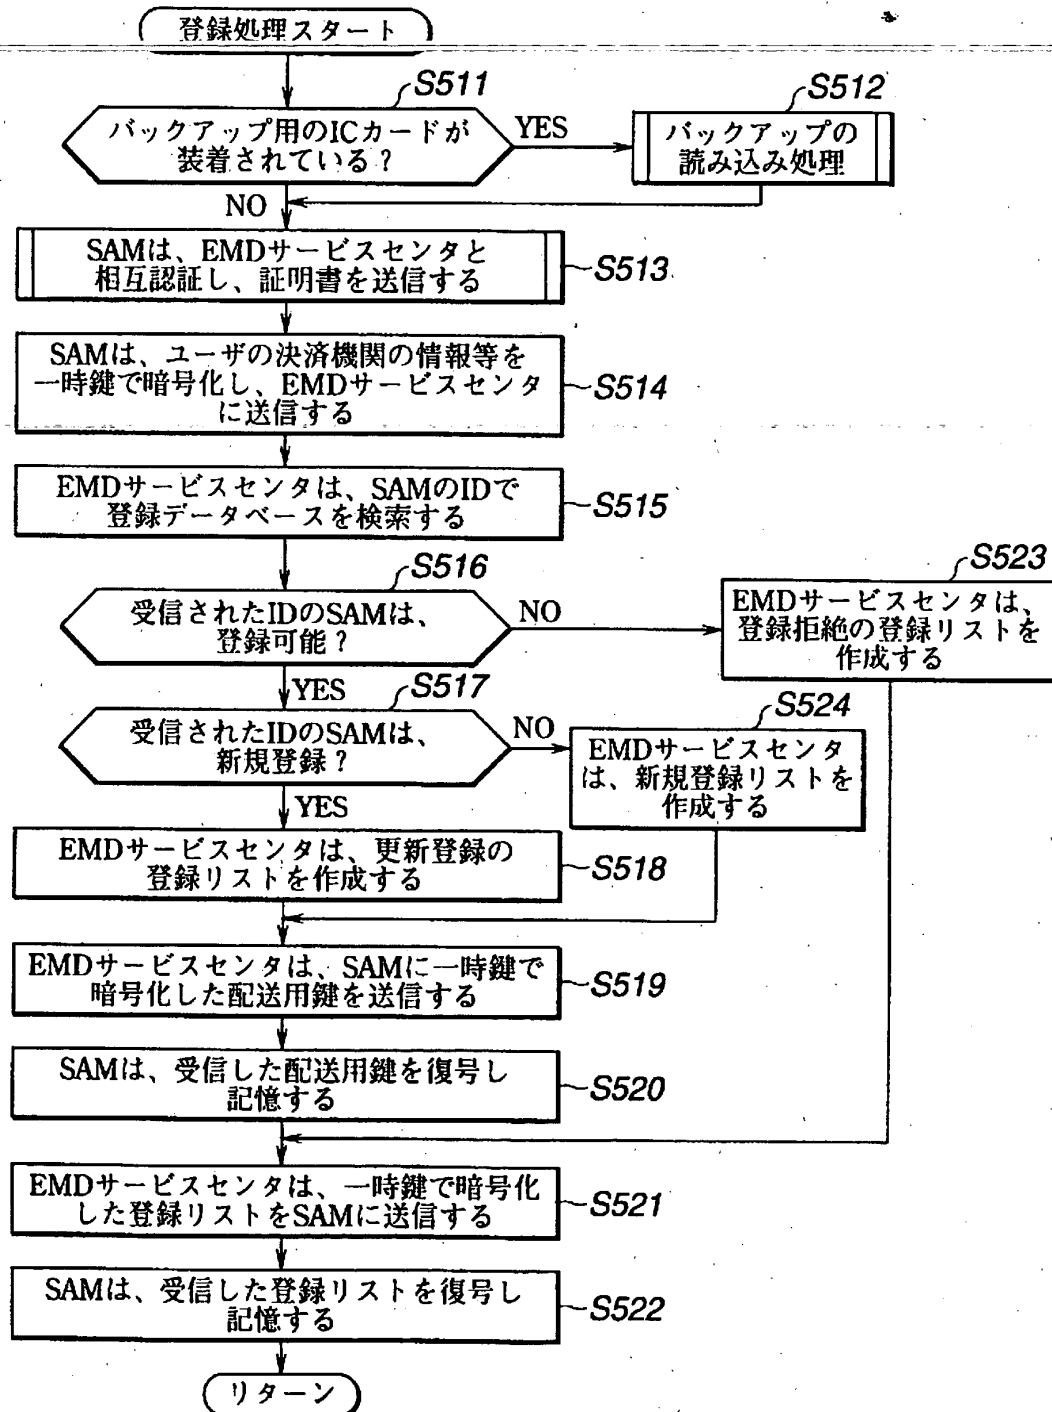 登録処理スタート
S511
バックアップ用のICカードが
装着されている?
YES
S512
バックアップの
読み込み処理
NO
SAMは、EMDサービスセンタと
相互認証し、証明書を送信する
S513
SAMは、ユーザの決済機関の情報等を
一時鍵で暗号化し、EMDサービスセンタ
に送信する
S514
EMDサービスセンタは、SAMのIDで
登録データベースを検索する
S515
S516
受信されたIDのSAMは、
登録可能?
NO
S523
EMDサービスセンタは、
登録拒絶の登録リストを
作成する
YES
S517
受信されたIDのSAMは、
新規登録?
NO
S524
EMDサービスセンタ
は、新規登録リストを
作成する
YES
EMDサービスセンタは、更新登録の
登録リストを作成する
S518
EMDサービスセンタは、SAMに一時鍵で
暗号化した配送用鍵を送信する
S519
SAMは、受信した配送用鍵を復号し
記憶する
S520
EMDサービスセンタは、一時鍵で暗号化
した登録リストをSAMに送信する
S521
SAMは、受信した登録リストを復号し
記憶する
S522
リターン